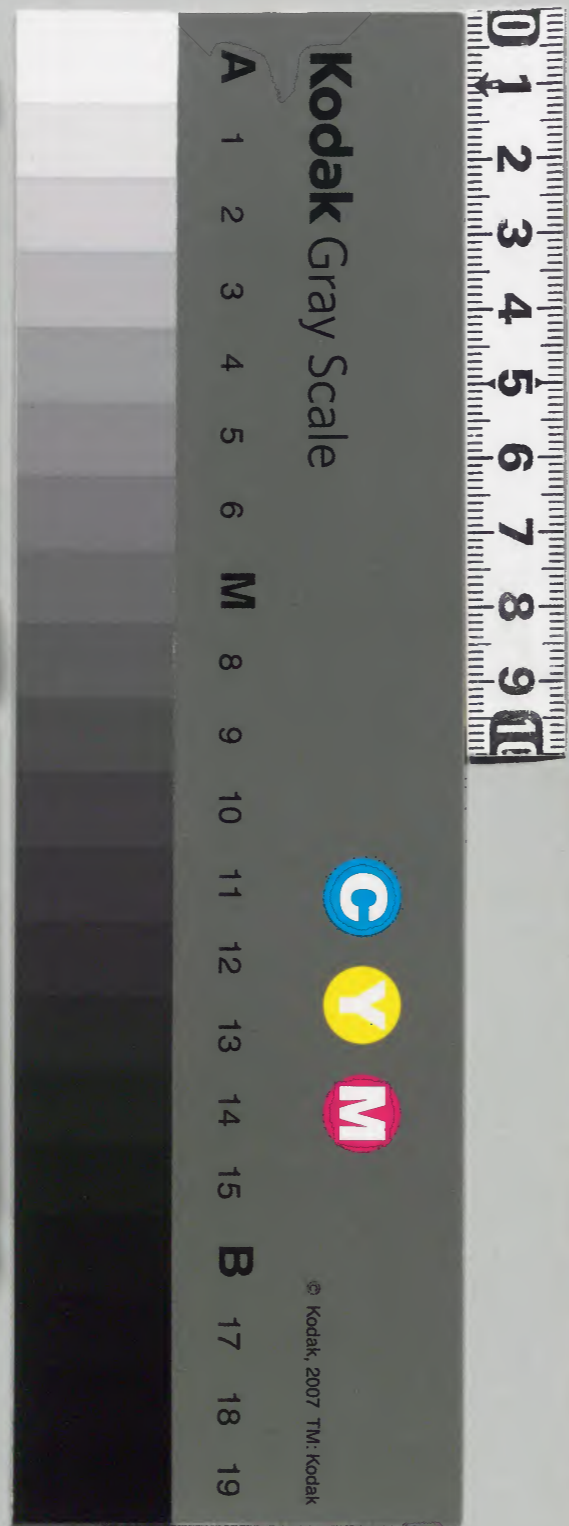 Kodak Gray Scale
A 1 2 3 4 5 6 M 8 9 10 11 12 13 14 15 B 17 18 19
C Y M
© Kodak, 2007 TM: Kodak
0 1 2 3 4 5 6 7 8 9 10